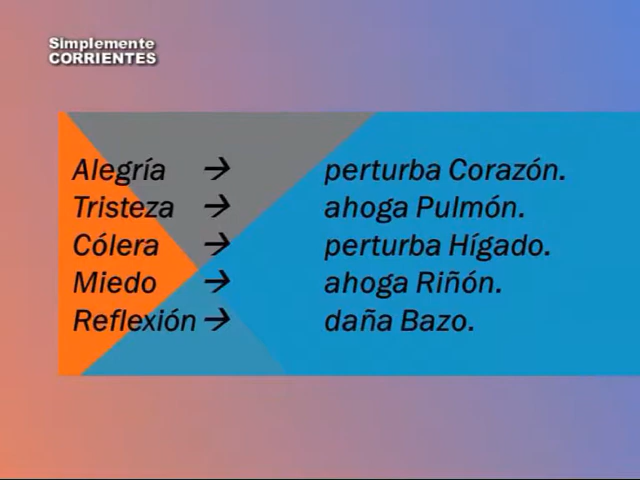 Simplemente
CORRIENTES
Alegría → perturba Corazón.
Tristeza → ahoga Pulmón.
Cólera → perturba Hígado.
Miedo → ahoga Riñón.
Reflexión → daña Bazo.